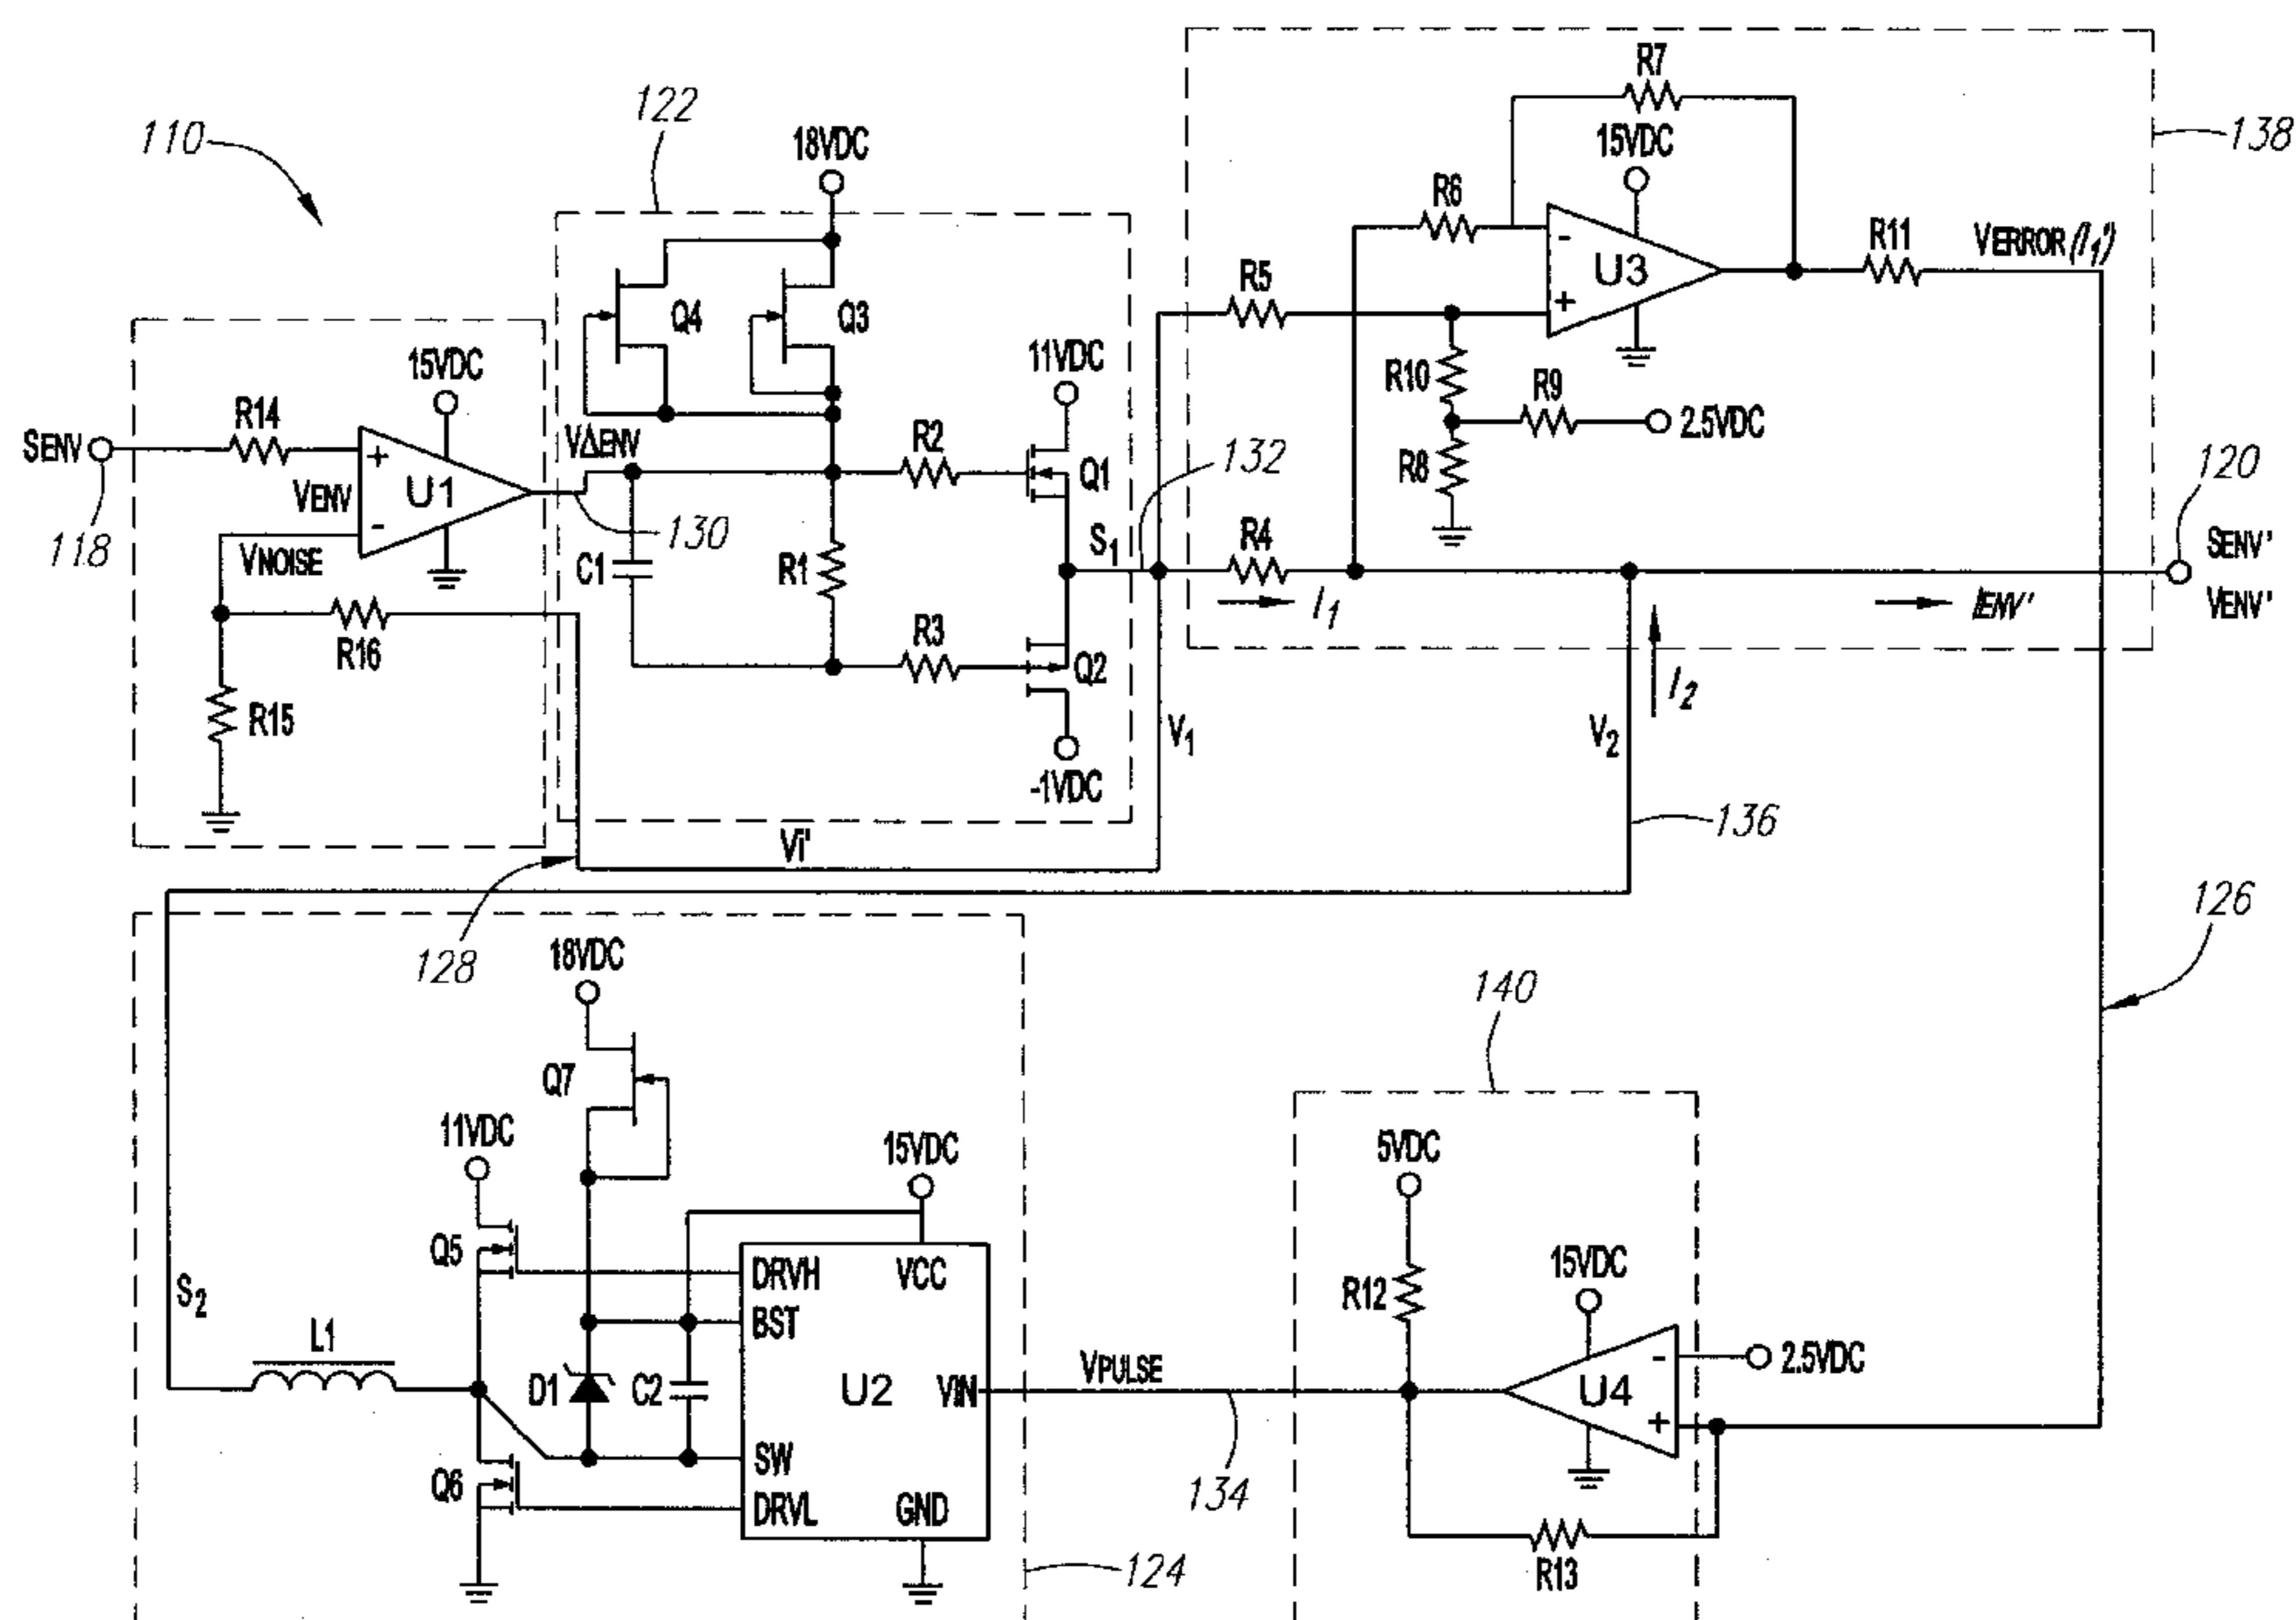 110
122
138
18VDC
R7
15VDC
R6
U3
-
+
R11
VERROR(I1')
Q4
Q3
R5
R10
R9
2.5VDC
R8
11VDC
15VDC
SENV
R14
118
VENV
U1
+
-
VNOISE
VΔENV
130
R2
Q1
C1
R1
S1
132
R4
I1
IENV'
120
SENV'
VENV'
R16
R15
R3
Q2
-1VDC
V1
V2
I2
136
Vi'
128
126
18VDC
Q7
140
11VDC
15VDC
5VDC
Q5
DRVH
VCC
S2
L1
BST
R12
15VDC
D1
C2
U2
VIN
VPULSE
U4
-
+
2.5VDC
Q6
SW
DRVL
GND
134
R13
124